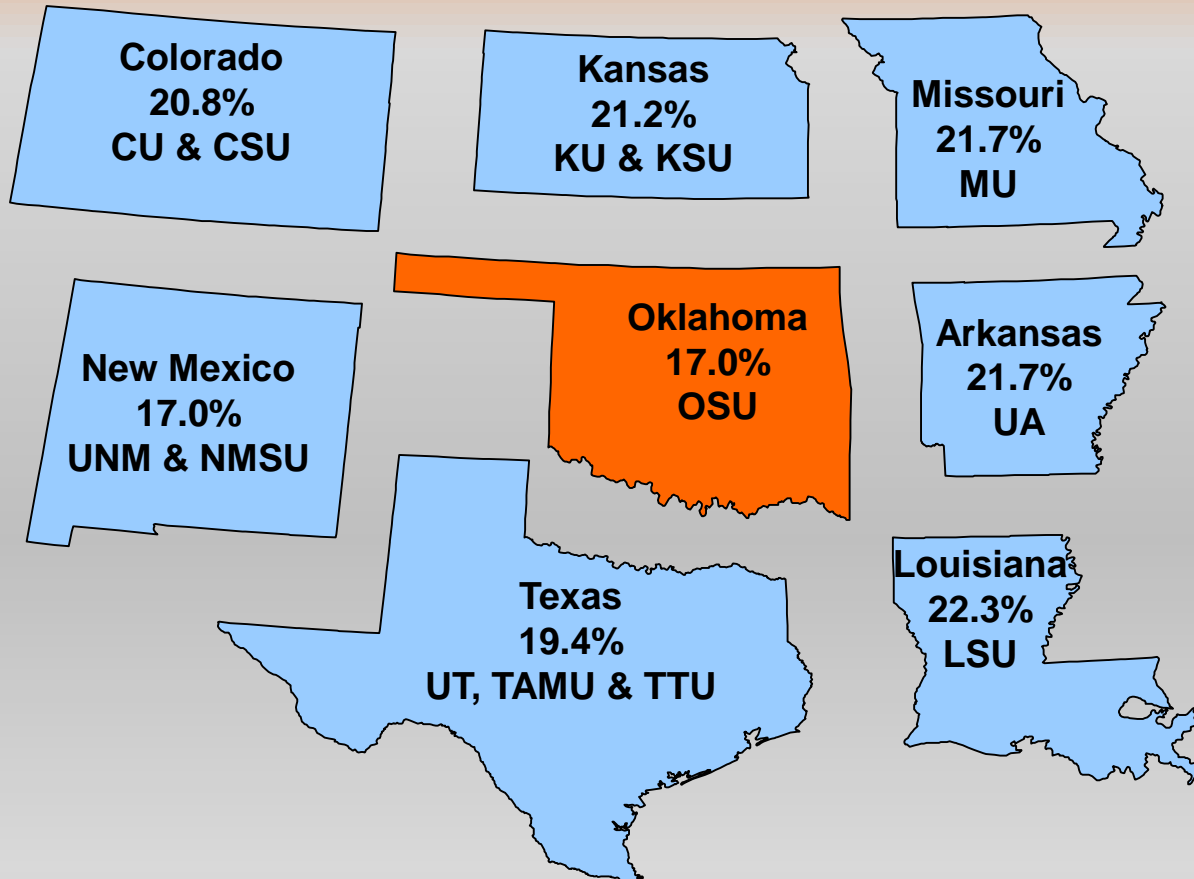 Colorado
20.8%
CU & CSU
Kansas
21.2%
KU & KSU
Missouri
21.7%
MU
New Mexico
17.0%
UNM & NMSU
Oklahoma
17.0%
OSU
Arkansas
21.7%
UA
Texas
19.4%
UT, TAMU & TTU
Louisiana
22.3%
LSU